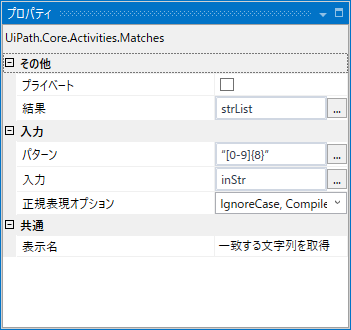 プロパティ
UiPath.Core.Activities.Matches
その他
プライベート
結果 strList ...
入力
パターン "[0-9]{8}" ...
入力 inStr ...
正規表現オプション IgnoreCase, Compile
共通
表示名 一致する文字列を取得